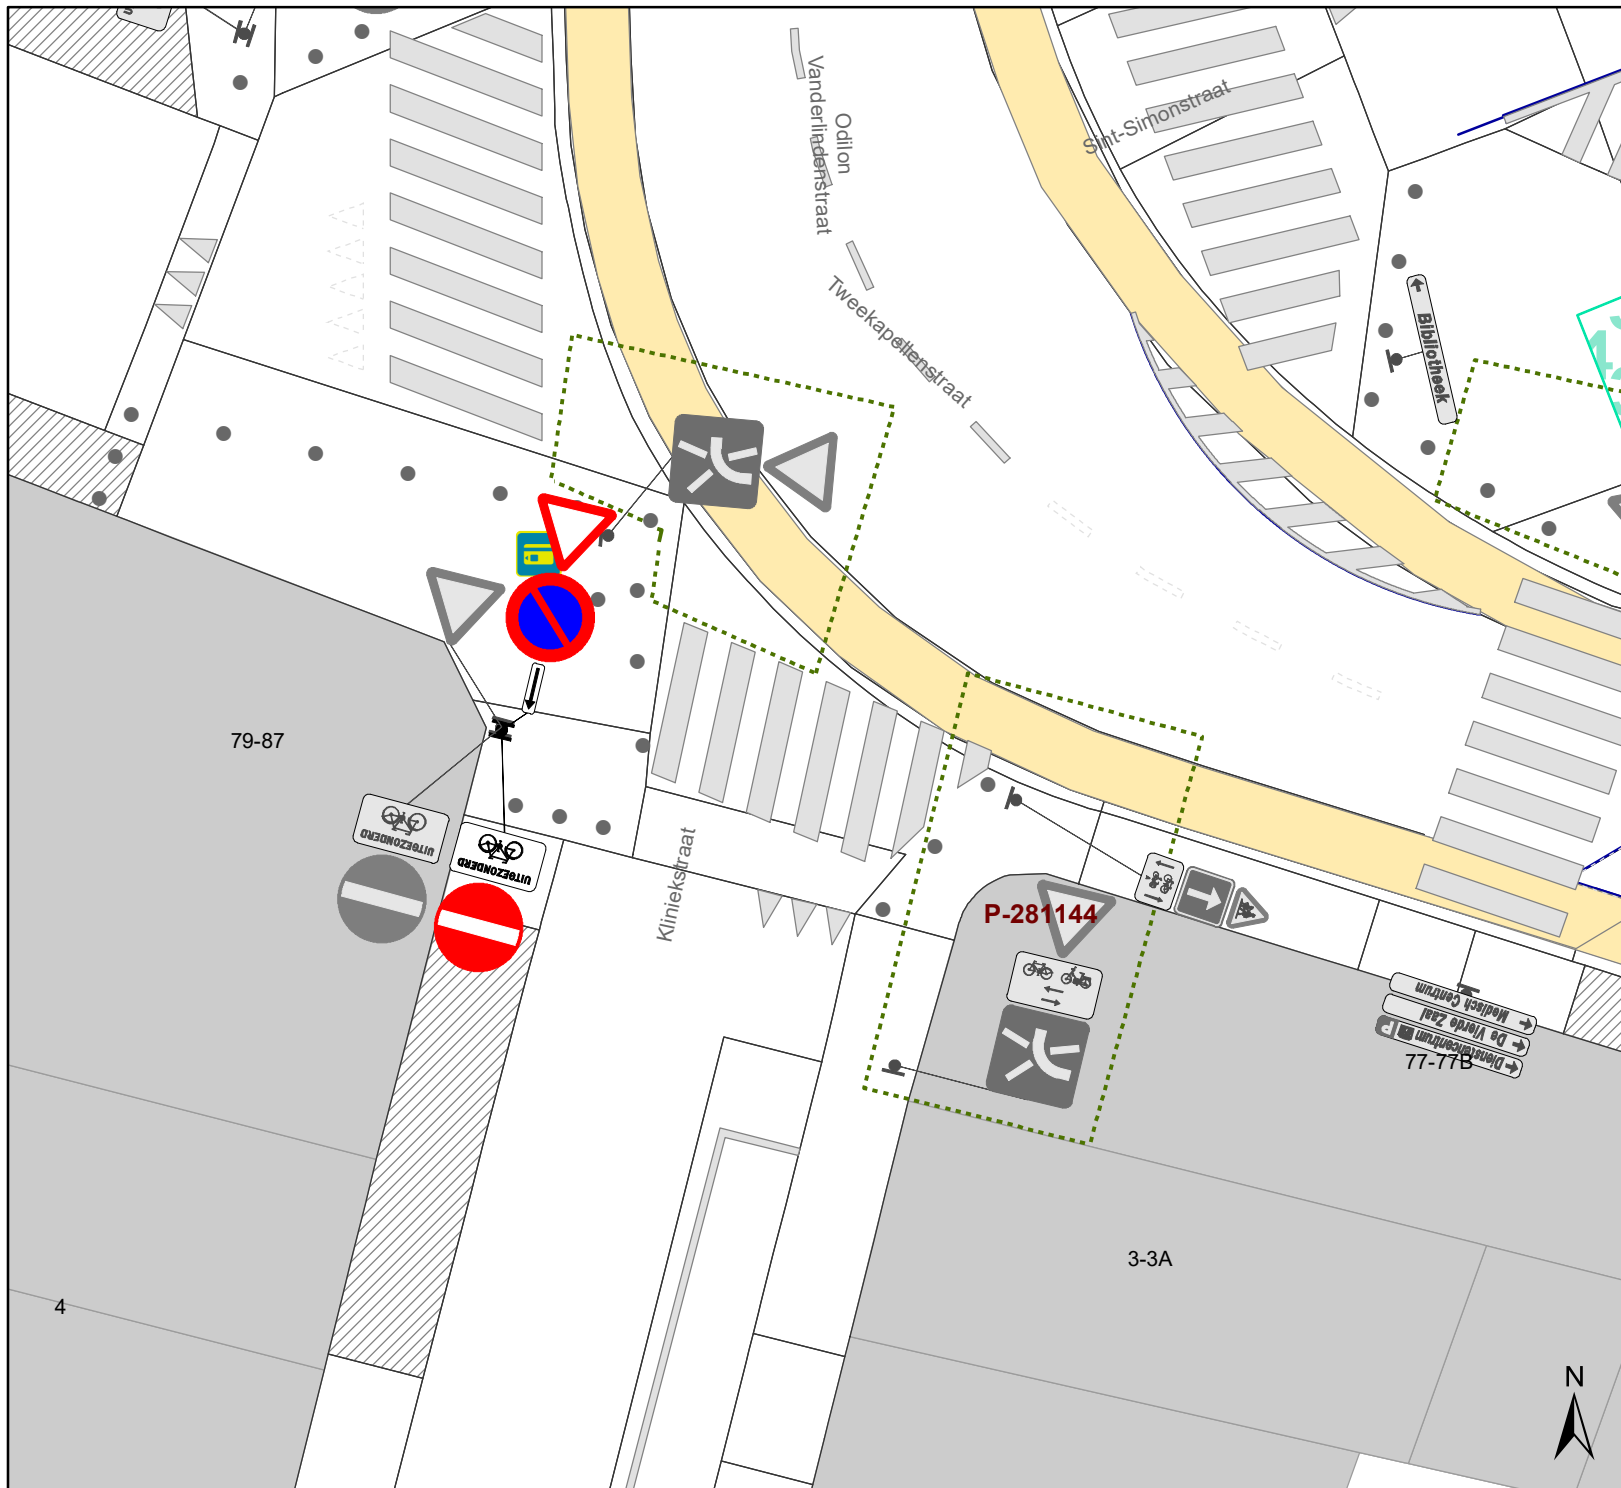 Odilon
Vanderlindenstraat
Sint-Simonstraat
Tweekapellenstraat
Bibliotheek
79-87
UITGEZONDERD
UITGEZONDERD
Kliniekstraat
P-281144
Medisch Centrum
De Vierde Zaal
P Dienstencentrum
77-77B
3-3A
4
N